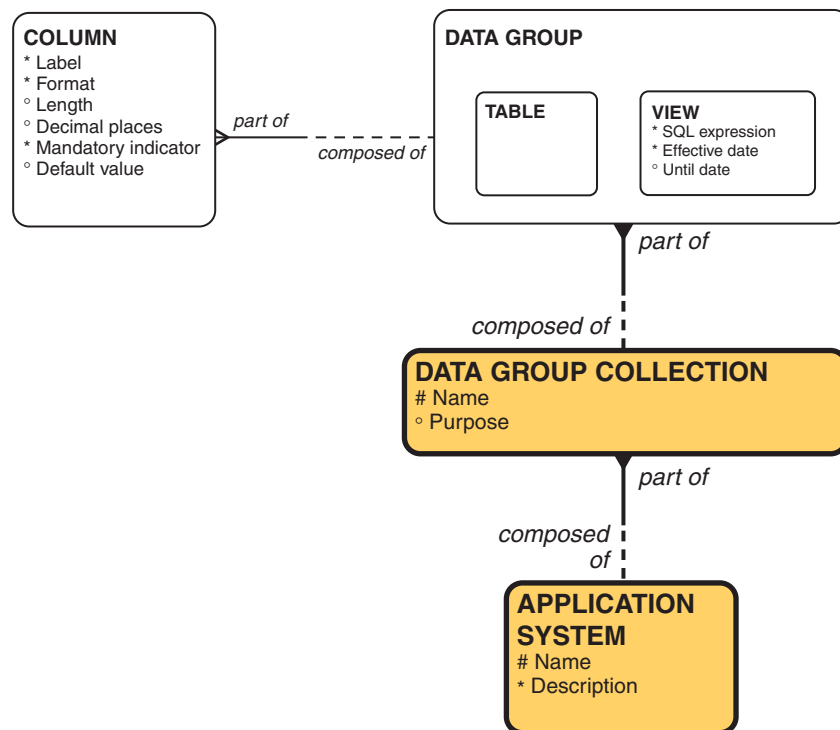 COLUMN
* Label
* Format
° Length
° Decimal places
* Mandatory indicator
° Default value
part of
composed of
DATA GROUP
TABLE
VIEW
* SQL expression
* Effective date
° Until date
part of
composed of
DATA GROUP COLLECTION
# Name
° Purpose
part of
composed
of
APPLICATION
SYSTEM
# Name
* Description